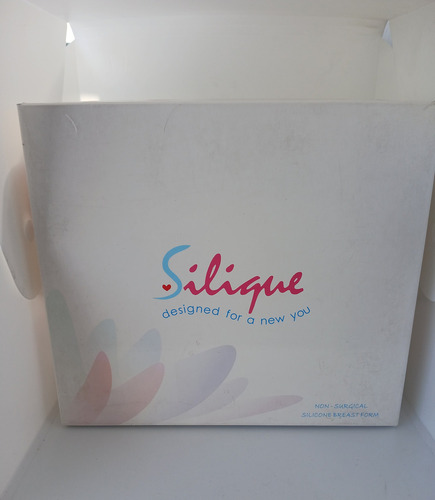 Silique
designed for a new you
NON - SURGICAL
SILICONE BREAST FORM